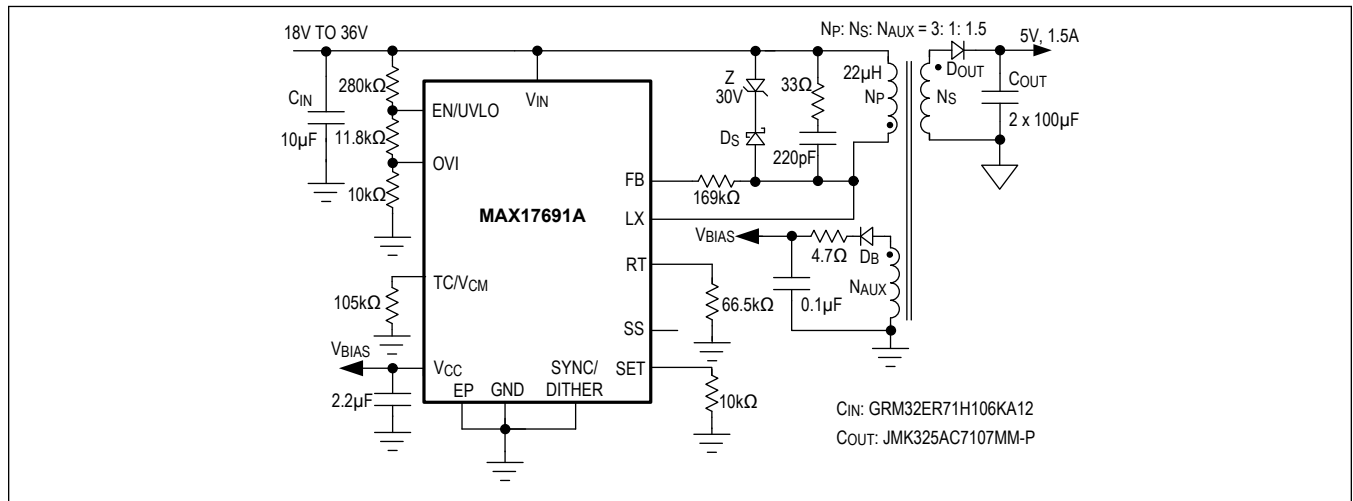 18V TO 36V
NP: NS: NAUX = 3: 1: 1.5
5V, 1.5A
CIN
10µF
280kΩ
11.8kΩ
10kΩ
EN/UVLO
OVI
VIN
MAX17691A
FB
LX
RT
SS
SET
SYNC/
DITHER
GND
EP
VCC
TC/VCM
Z
30V
DS
33Ω
220pF
169kΩ
22µH
NP
NS
DOUT
COUT
2 x 100µF
VBIAS
4.7Ω
DB
NAUX
0.1µF
66.5kΩ
10kΩ
105kΩ
VBIAS
2.2µF
CIN: GRM32ER71H106KA12
COUT: JMK325AC7107MM-P